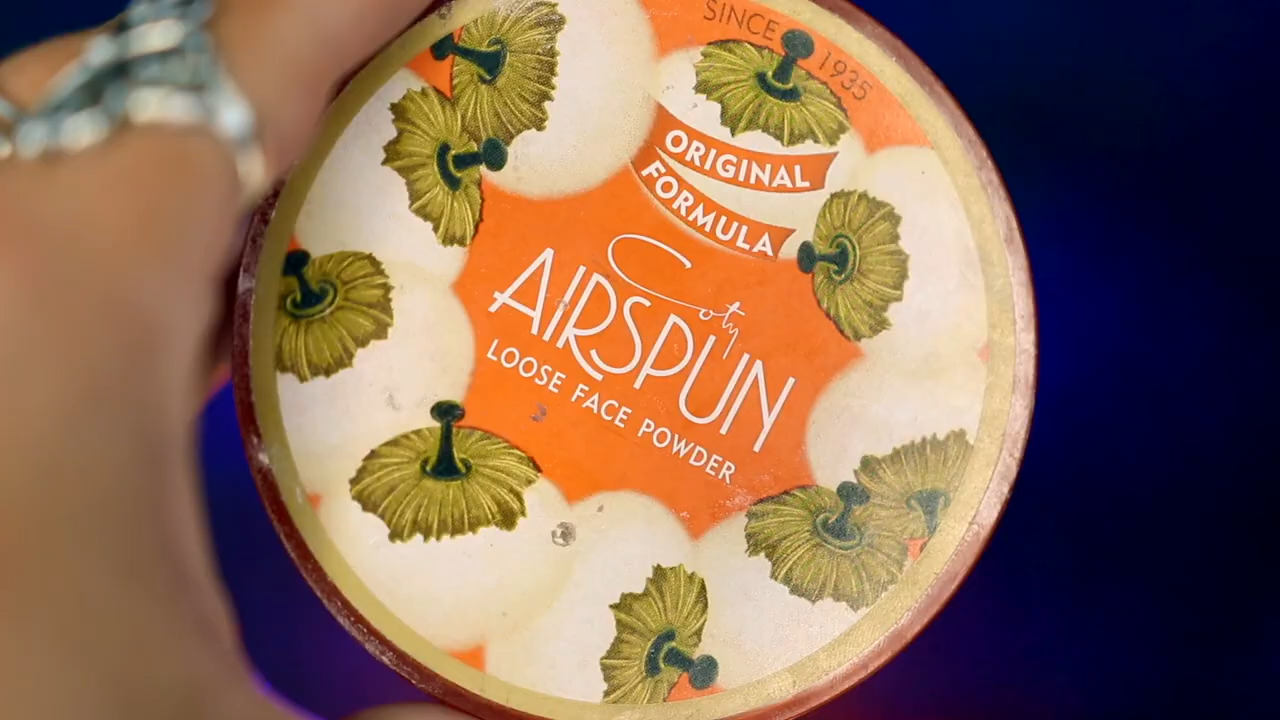 SINCE 1935
ORIGINAL
FORMULA
Coty
AIRSPUN
LOOSE FACE POWDER